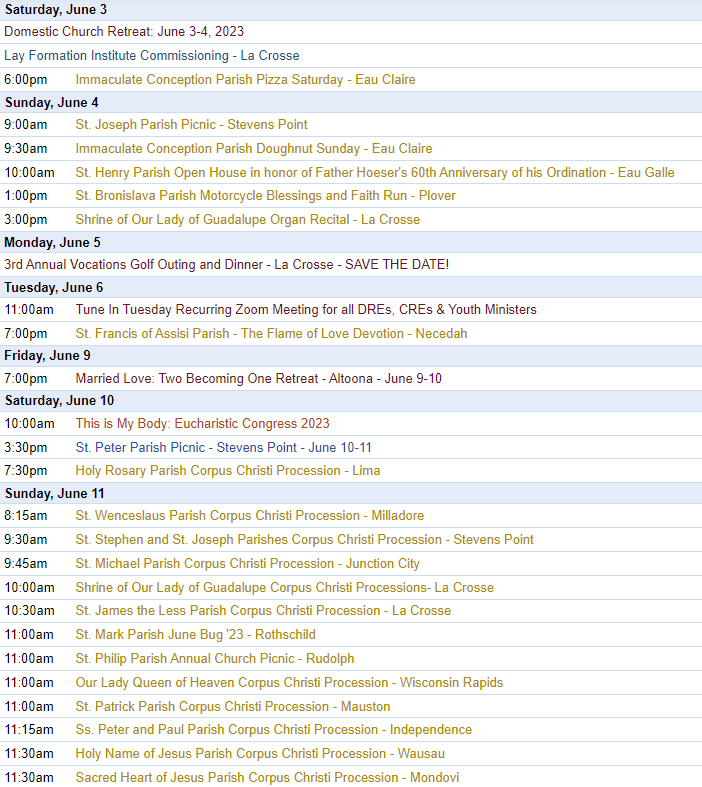 Saturday, June 3
Domestic Church Retreat: June 3-4, 2023
Lay Formation Institute Commissioning - La Crosse
6:00pm Immaculate Conception Parish Pizza Saturday - Eau Claire
Sunday, June 4
9:00am St. Joseph Parish Picnic - Stevens Point
9:30am Immaculate Conception Parish Doughnut Sunday - Eau Claire
10:00am St. Henry Parish Open House in honor of Father Hoeser's 60th Anniversary of his Ordination - Eau Galle
1:00pm St. Bronislava Parish Motorcycle Blessings and Faith Run - Plover
3:00pm Shrine of Our Lady of Guadalupe Organ Recital - La Crosse
Monday, June 5
3rd Annual Vocations Golf Outing and Dinner - La Crosse - SAVE THE DATE!
Tuesday, June 6
11:00am Tune In Tuesday Recurring Zoom Meeting for all DREs, CREs & Youth Ministers
7:00pm St. Francis of Assisi Parish - The Flame of Love Devotion - Necedah
Friday, June 9
7:00pm Married Love: Two Becoming One Retreat - Altoona - June 9-10
Saturday, June 10
10:00am This is My Body: Eucharistic Congress 2023
3:30pm St. Peter Parish Picnic - Stevens Point - June 10-11
7:30pm Holy Rosary Parish Corpus Christi Procession - Lima
Sunday, June 11
8:15am St. Wenceslaus Parish Corpus Christi Procession - Milladore
9:30am St. Stephen and St. Joseph Parishes Corpus Christi Procession - Stevens Point
9:45am St. Michael Parish Corpus Christi Procession - Junction City
10:00am Shrine of Our Lady of Guadalupe Corpus Christi Processions- La Crosse
10:30am St. James the Less Parish Corpus Christi Procession - La Crosse
11:00am St. Mark Parish June Bug '23 - Rothschild
11:00am St. Philip Parish Annual Church Picnic - Rudolph
11:00am Our Lady Queen of Heaven Corpus Christi Procession - Wisconsin Rapids
11:00am St. Patrick Parish Corpus Christi Procession - Mauston
11:15am Ss. Peter and Paul Parish Corpus Christi Procession - Independence
11:30am Holy Name of Jesus Parish Corpus Christi Procession - Wausau
11:30am Sacred Heart of Jesus Parish Corpus Christi Procession - Mondovi